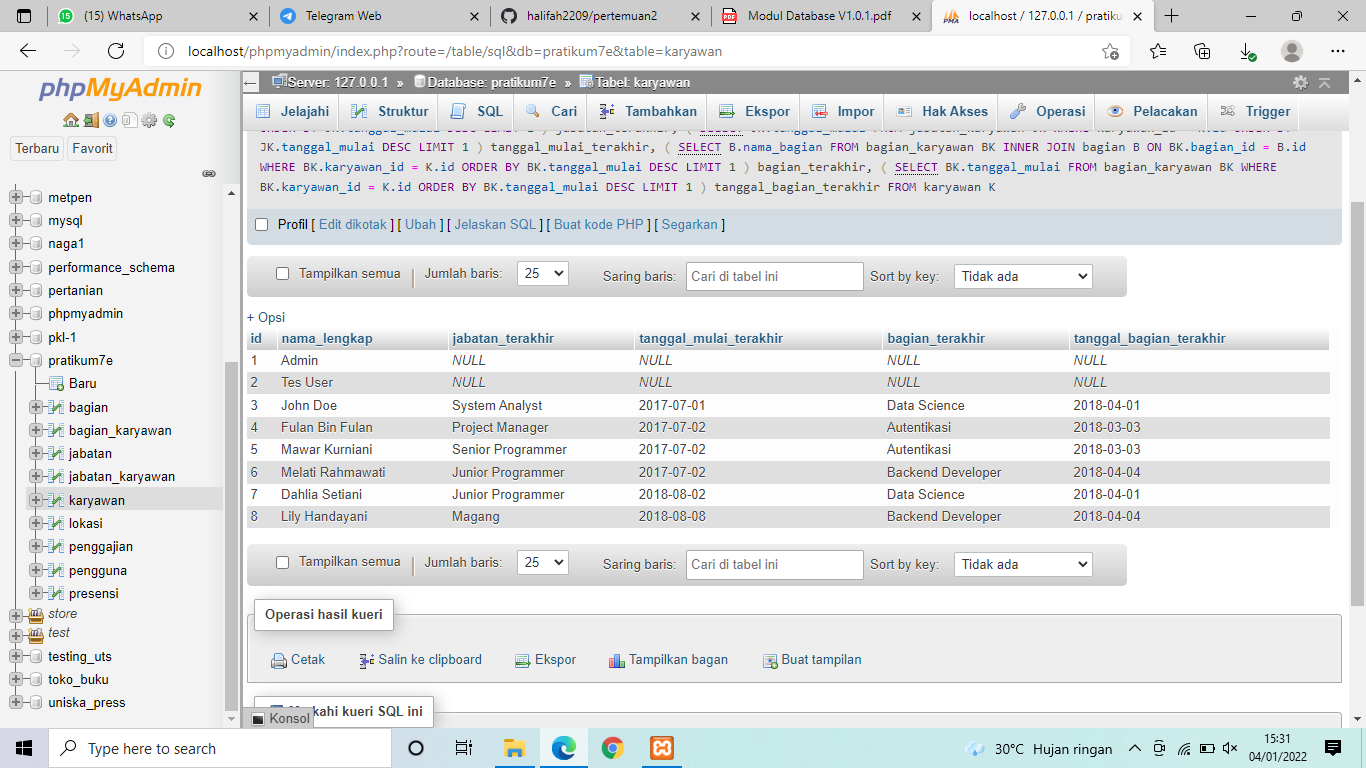 (15) WhatsApp
Telegram Web
halifah2209/pertemuan2
Modul Database V1.0.1.pdf
localhost / 127.0.0.1 / pratiku
localhost/phpmyadmin/index.php?route=/table/sql&db=pratikum7e&table=karyawan
phpMyAdmin
Terbaru Favorit
metpen
mysql
naga1
performance_schema
pertanian
phpmyadmin
pkl-1
pratikum7e
Baru
bagian
bagian_karyawan
jabatan
jabatan_karyawan
karyawan
lokasi
penggajian
pengguna
presensi
store
test
testing_uts
toko_buku
uniska_press
Server: 127.0.0.1 » Database: pratikum7e » Tabel: karyawan
Jelajahi Struktur SQL Cari Tambahkan Ekspor Impor Hak Akses Operasi Pelacakan Trigger
JK.tanggal_mulai DESC LIMIT 1 ) tanggal_mulai_terakhir, ( SELECT B.nama_bagian FROM bagian_karyawan BK INNER JOIN bagian B ON BK.bagian_id = B.id
WHERE BK.karyawan_id = K.id ORDER BY BK.tanggal_mulai DESC LIMIT 1 ) bagian_terakhir, ( SELECT BK.tanggal_mulai FROM bagian_karyawan BK WHERE
BK.karyawan_id = K.id ORDER BY BK.tanggal_mulai DESC LIMIT 1 ) tanggal_bagian_terakhir FROM karyawan K
Profil [ Edit dikotak ] [ Ubah ] [ Jelaskan SQL ] [ Buat kode PHP ] [ Segarkan ]
Tampilkan semua | Jumlah baris: 25 Saring baris: Cari di tabel ini Sort by key: Tidak ada
+ Opsi
id nama_lengkap jabatan_terakhir tanggal_mulai_terakhir bagian_terakhir tanggal_bagian_terakhir
1 Admin NULL NULL NULL NULL
2 Tes User NULL NULL NULL NULL
3 John Doe System Analyst 2017-07-01 Data Science 2018-04-01
4 Fulan Bin Fulan Project Manager 2017-07-02 Autentikasi 2018-03-03
5 Mawar Kurniani Senior Programmer 2017-07-02 Autentikasi 2018-03-03
6 Melati Rahmawati Junior Programmer 2017-07-02 Backend Developer 2018-04-04
7 Dahlia Setiani Junior Programmer 2018-08-02 Data Science 2018-04-01
8 Lily Handayani Magang 2018-08-08 Backend Developer 2018-04-04
Tampilkan semua | Jumlah baris: 25 Saring baris: Cari di tabel ini Sort by key: Tidak ada
Operasi hasil kueri
Cetak Salin ke clipboard Ekspor Tampilkan bagan Buat tampilan
kahi kueri SQL ini
Konsol
Type here to search
30°C Hujan ringan
15:31
04/01/2022